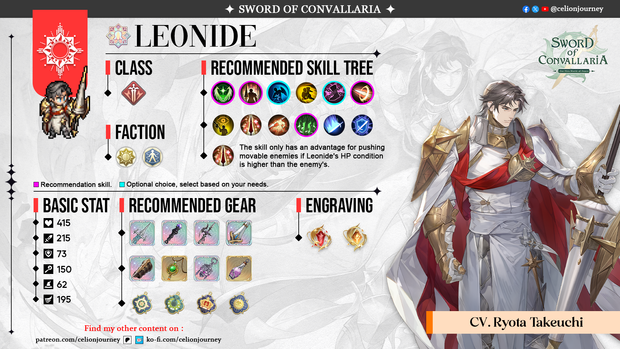 SWORD OF CONVALLARIA
@celionjourney
LEONIDE
SWORD
OF
CONVALLARIA
CLASS
RECOMMENDED SKILL TREE
FACTION
The skill only has an advantage for pushing
movable enemies if Leonide's HP condition
is higher than the enemy's.
Recommendation skill.
Optional choice, select based on your needs.
BASIC STAT
RECOMMENDED GEAR
ENGRAVING
415
215
73
150
62
195
CV. Ryota Takeuchi
Find my other content on :
patreon.com/celionjourney
ko-fi.com/celionjourney